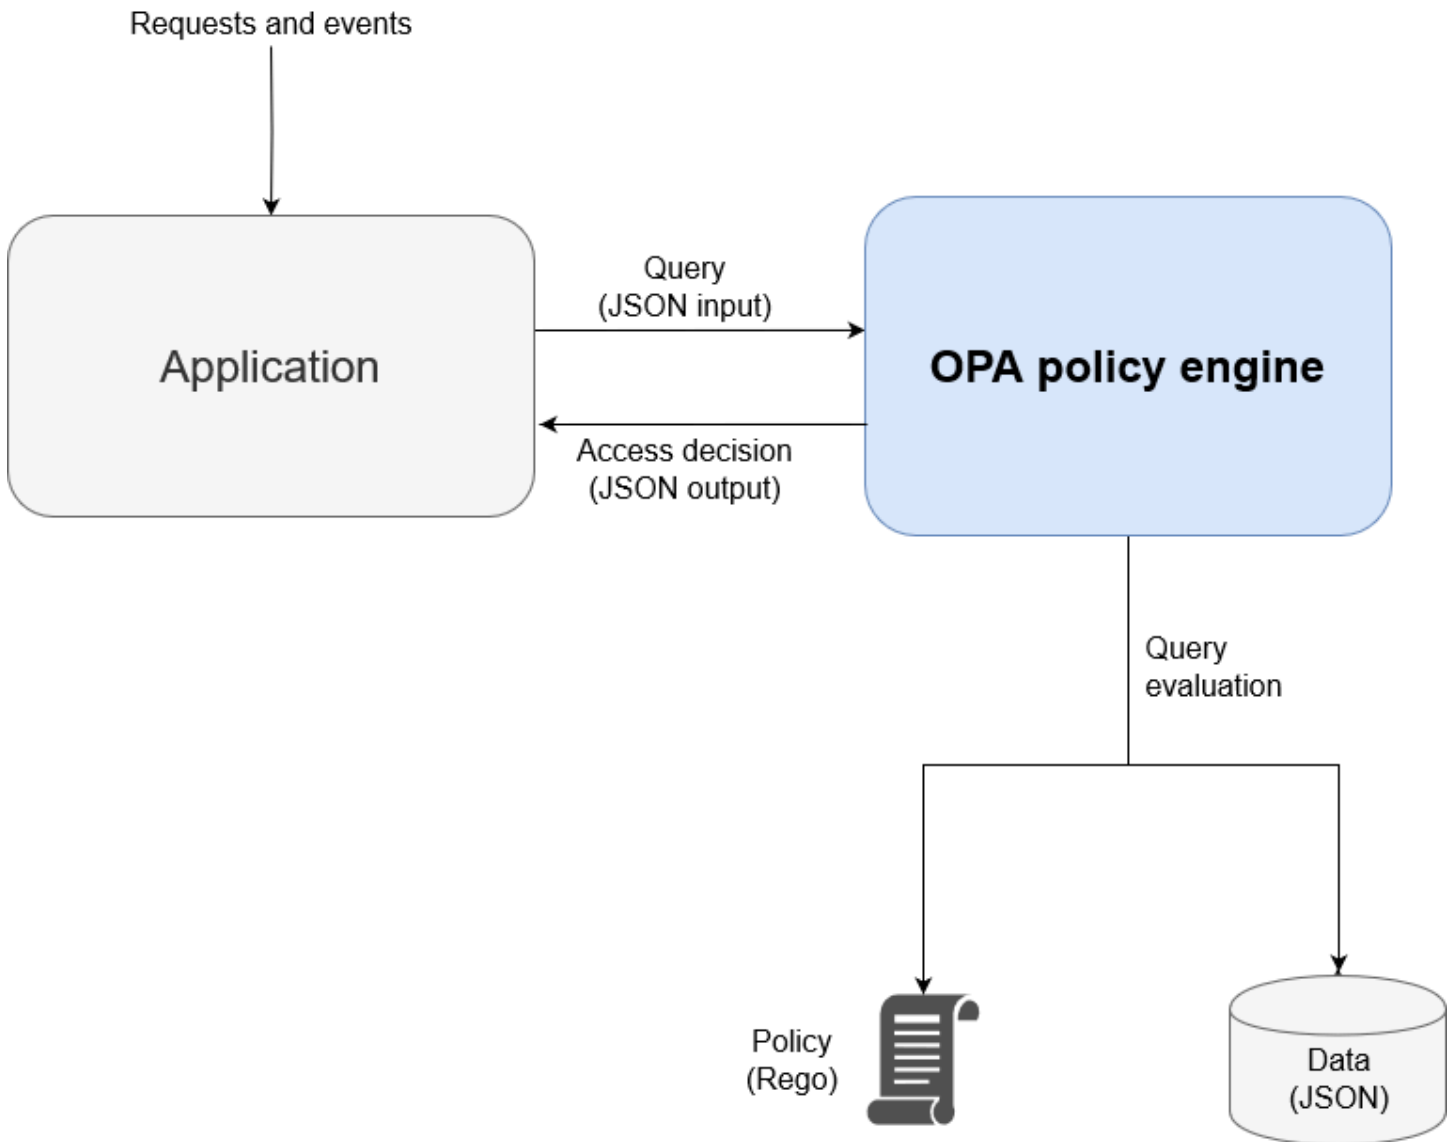 Requests and events
Application
Query
(JSON input)
OPA policy engine
Access decision
(JSON output)
Query
evaluation
Policy
(Rego)
Data
(JSON)